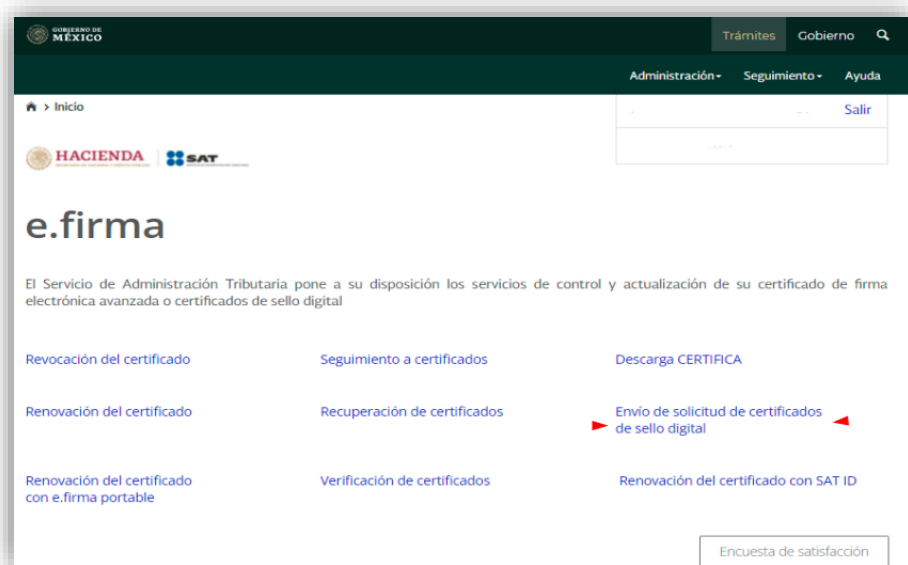 GOBIERNO DE
MÉXICO
Trámites Gobierno
Administración Seguimiento Ayuda
> Inicio
Salir
HACIENDA SAT
e.firma
El Servicio de Administración Tributaria pone a su disposición los servicios de control y actualización de su certificado de firma
electrónica avanzada o certificados de sello digital
Revocación del certificado Seguimiento a certificados Descarga CERTIFICA
Renovación del certificado Recuperación de certificados Envío de solicitud de certificados
de sello digital
Renovación del certificado Verificación de certificados Renovación del certificado con SAT ID
con e.firma portable
Encuesta de satisfacción